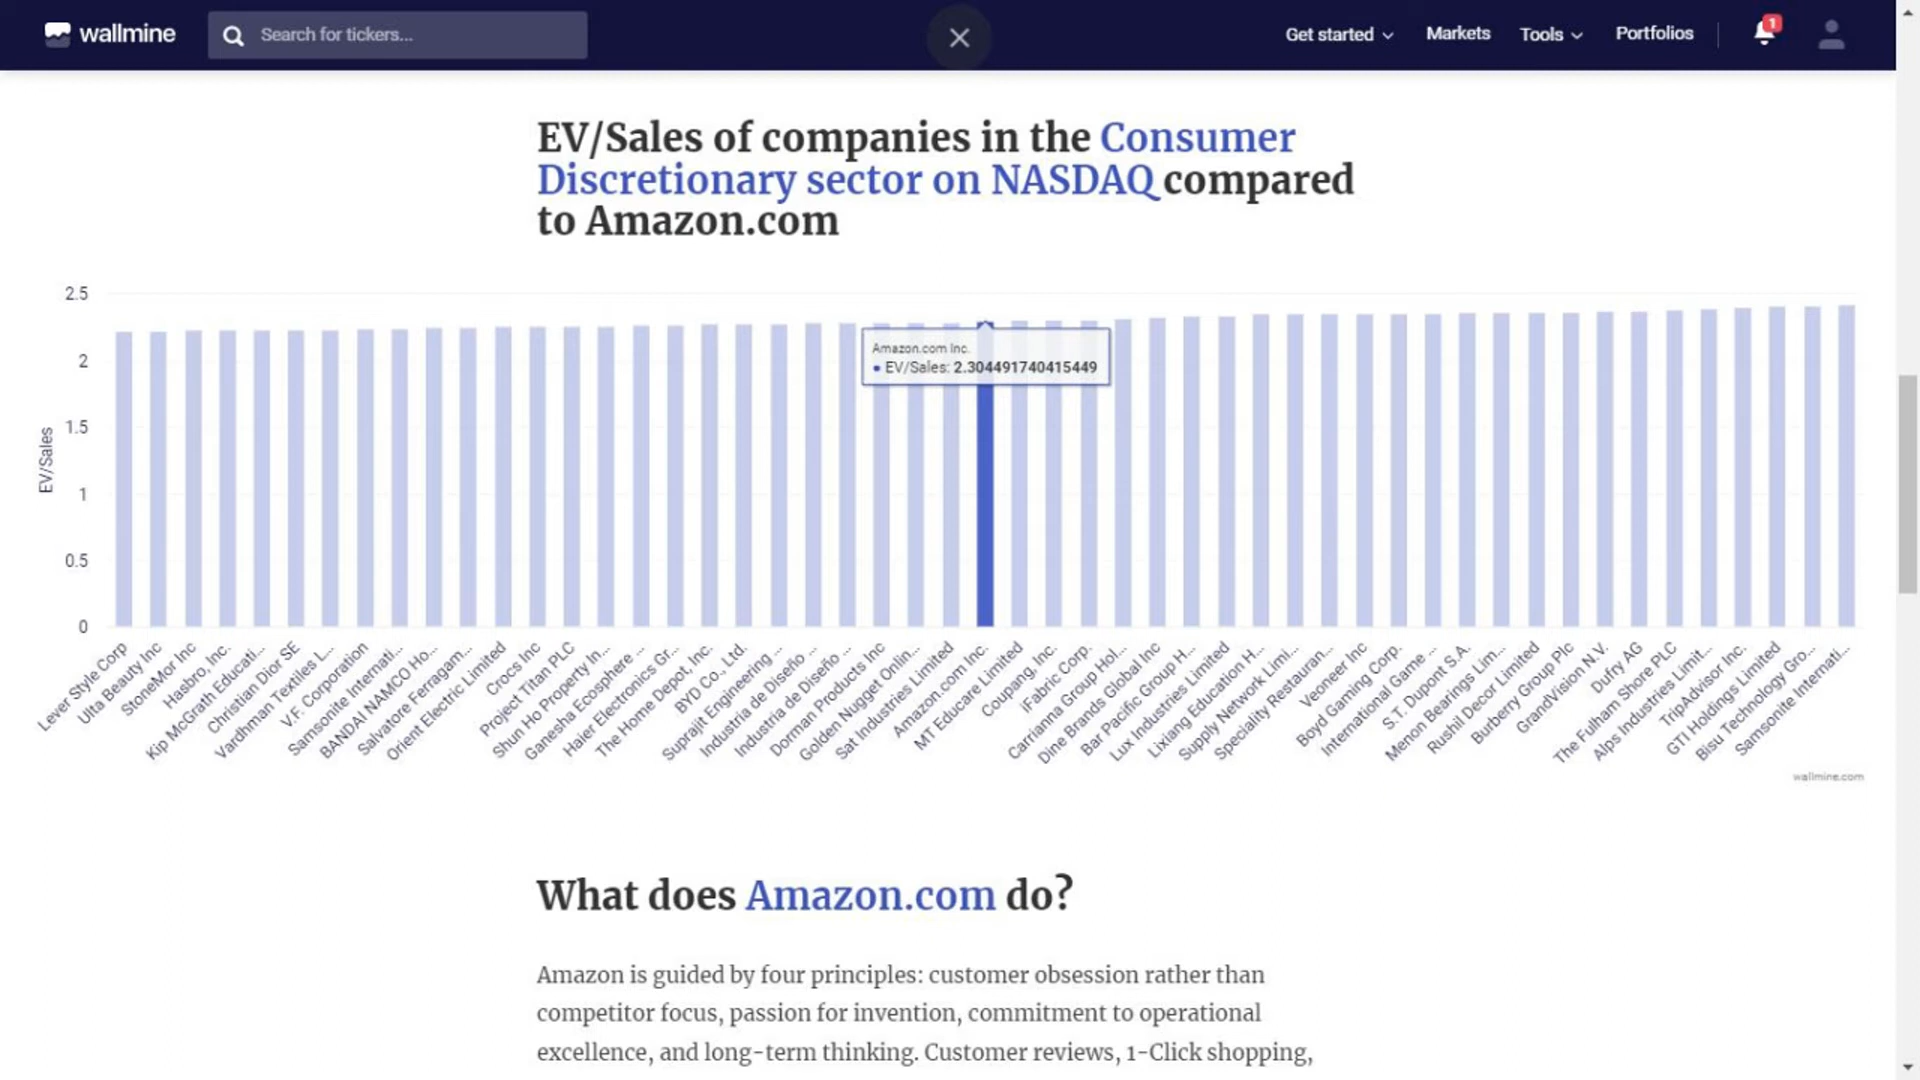 wallmine
Search for tickers...
Get started
Markets
Tools
Portfolios
1
EV/Sales of companies in the Consumer
Discretionary sector on NASDAQ compared
to Amazon.com
2.5
2
1.5
1
0.5
0
EV/Sales
Amazon.com Inc.
EV/Sales: 2.304491740415449
Lever Style Corp
Ulta Beauty Inc
StoneMor Inc
Hasbro, Inc.
Kip McGrath Educati...
Christian Dior SE
Vardhman Textiles L...
V.F. Corporation
Samsonite Internati...
BANDAI NAMCO Ho...
Salvatore Ferragam...
Orient Electric Limited
Crocs Inc
Project Titan PLC
Shun Ho Property In...
Ganesha Ecosphere ...
Haier Electronics Gr...
The Home Depot, Inc.
BYD Co., Ltd.
Suprajit Engineering ...
Industria de Diseño ...
Industria de Diseño ...
Dorman Products Inc
Golden Nugget Onlin...
Sat Industries Limited
Amazon.com Inc.
MT Educare Limited
Coupang, Inc.
iFabric Corp.
Carrianna Group Hol...
Dine Brands Global Inc
Bar Pacific Group H...
Lux Industries Limited
Lixiang Education H...
Supply Network Limi...
Speciality Restauran...
Veoneer Inc
Boyd Gaming Corp.
International Game ...
S.T. Dupont S.A.
Menon Bearings Lim...
Rushil Decor Limited
Burberry Group Plc
GrandVision N.V.
Dufry AG
The Fulham Shore PLC
Alps Industries Limit...
TripAdvisor Inc.
GTI Holdings Limited
Bisu Technology Gro...
Samsonite Internati...
wallmine.com
What does Amazon.com do?
Amazon is guided by four principles: customer obsession rather than
competitor focus, passion for invention, commitment to operational
excellence, and long-term thinking. Customer reviews, 1-Click shopping,